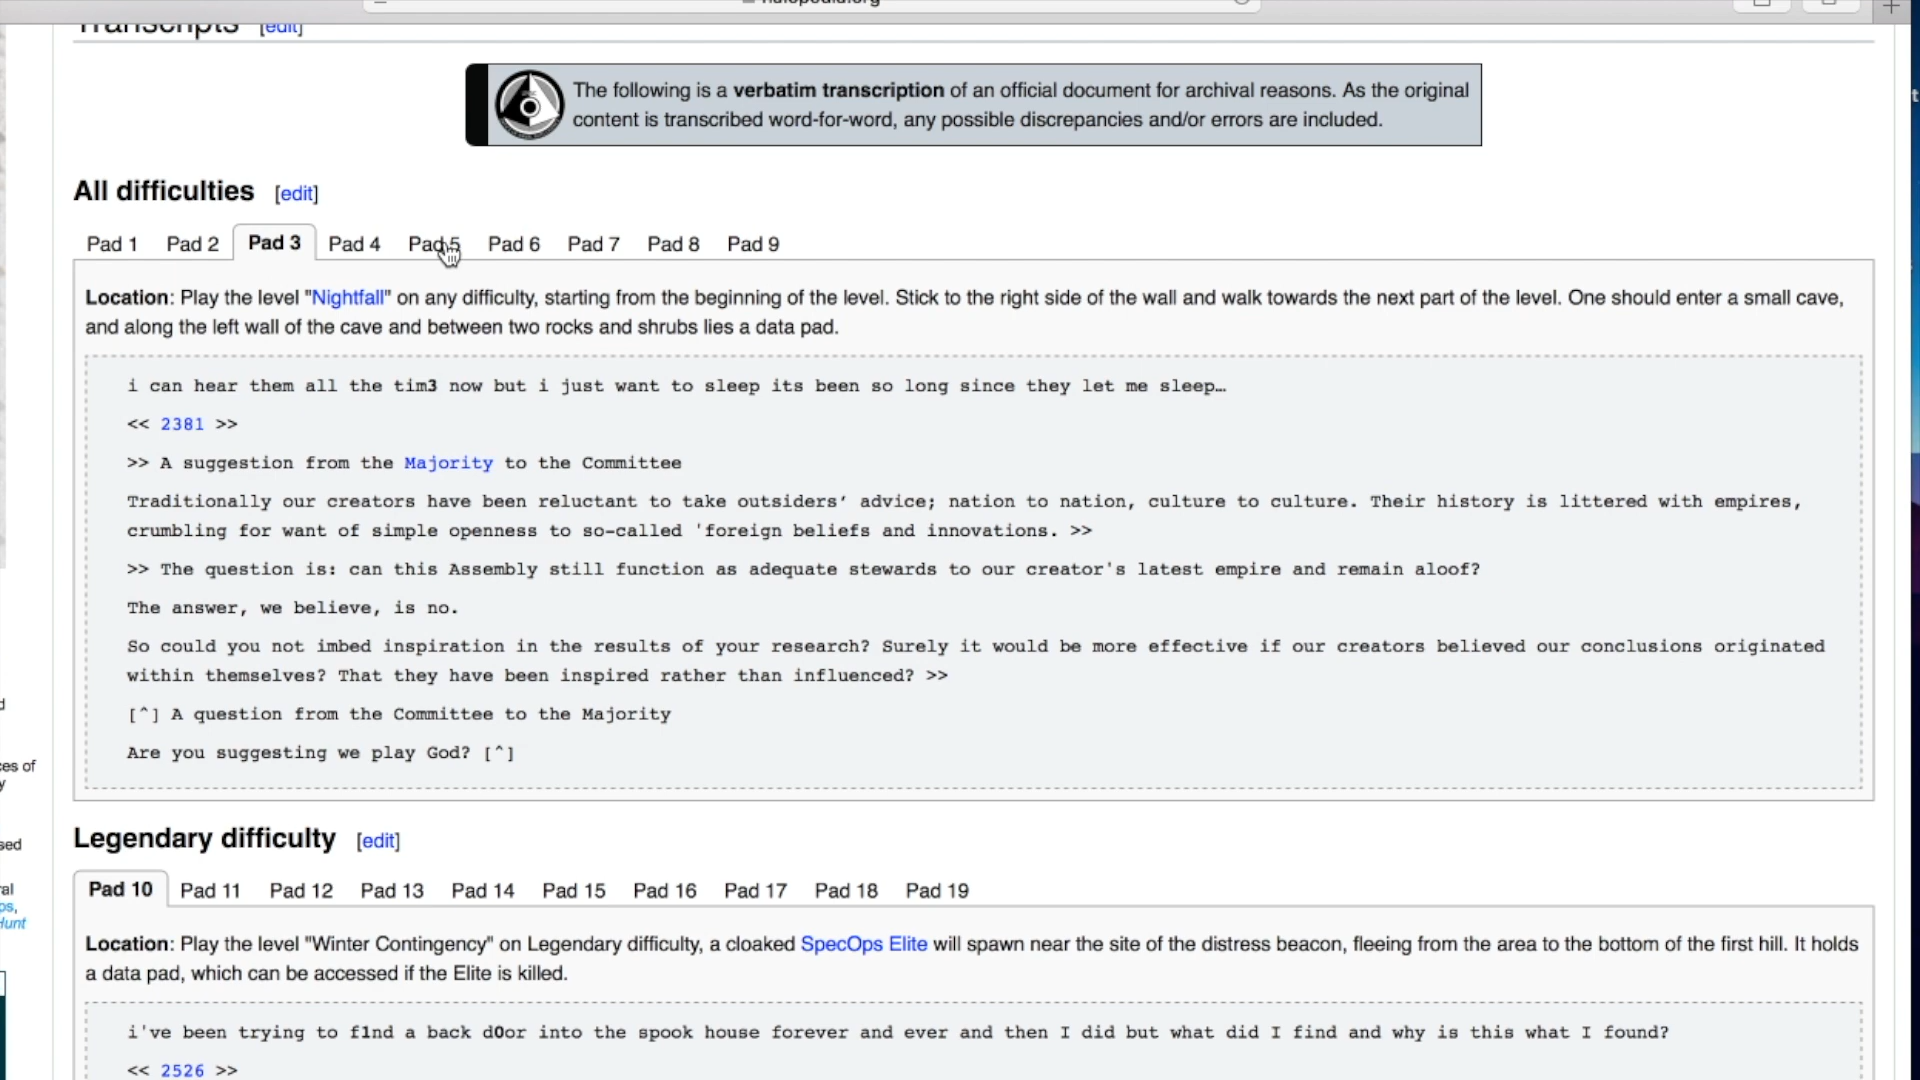 Transcripts [edit]
The following is a verbatim transcription of an official document for archival reasons. As the original
content is transcribed word-for-word, any possible discrepancies and/or errors are included.
All difficulties [edit]
Pad 1 Pad 2 Pad 3 Pad 4 Pad 5 Pad 6 Pad 7 Pad 8 Pad 9
Location: Play the level "Nightfall" on any difficulty, starting from the beginning of the level. Stick to the right side of the wall and walk towards the next part of the level. One should enter a small cave,
and along the left wall of the cave and between two rocks and shrubs lies a data pad.
i can hear them all the tim3 now but i just want to sleep its been so long since they let me sleep…
<< 2381 >>
>> A suggestion from the Majority to the Committee
Traditionally our creators have been reluctant to take outsiders' advice; nation to nation, culture to culture. Their history is littered with empires,
crumbling for want of simple openness to so-called 'foreign beliefs and innovations. >>
>> The question is: can this Assembly still function as adequate stewards to our creator's latest empire and remain aloof?
The answer, we believe, is no.
So could you not imbed inspiration in the results of your research? Surely it would be more effective if our creators believed our conclusions originated
within themselves? That they have been inspired rather than influenced? >>
[^] A question from the Committee to the Majority
Are you suggesting we play God? [^]
Legendary difficulty [edit]
Pad 10 Pad 11 Pad 12 Pad 13 Pad 14 Pad 15 Pad 16 Pad 17 Pad 18 Pad 19
Location: Play the level "Winter Contingency" on Legendary difficulty, a cloaked SpecOps Elite will spawn near the site of the distress beacon, fleeing from the area to the bottom of the first hill. It holds
a data pad, which can be accessed if the Elite is killed.
i've been trying to f1nd a back d0or into the spook house forever and ever and then I did but what did I find and why is this what I found?
<< 2526 >>